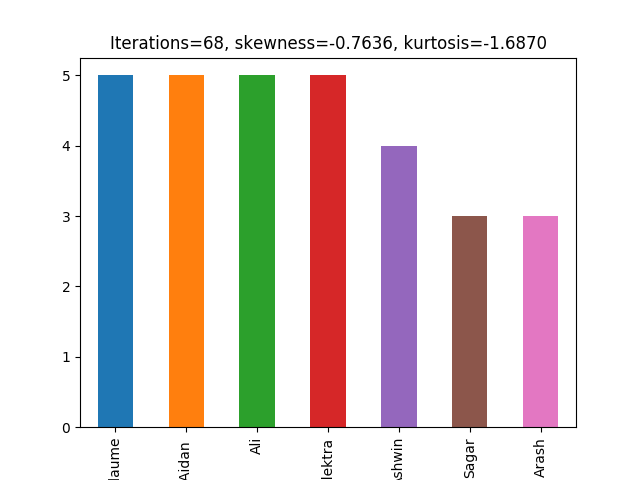 Iterations=68, skewness=-0.7636, kurtosis=-1.6870
5
4
3
2
1
0
laume
Aidan
Ali
lektra
shwin
Sagar
Arash